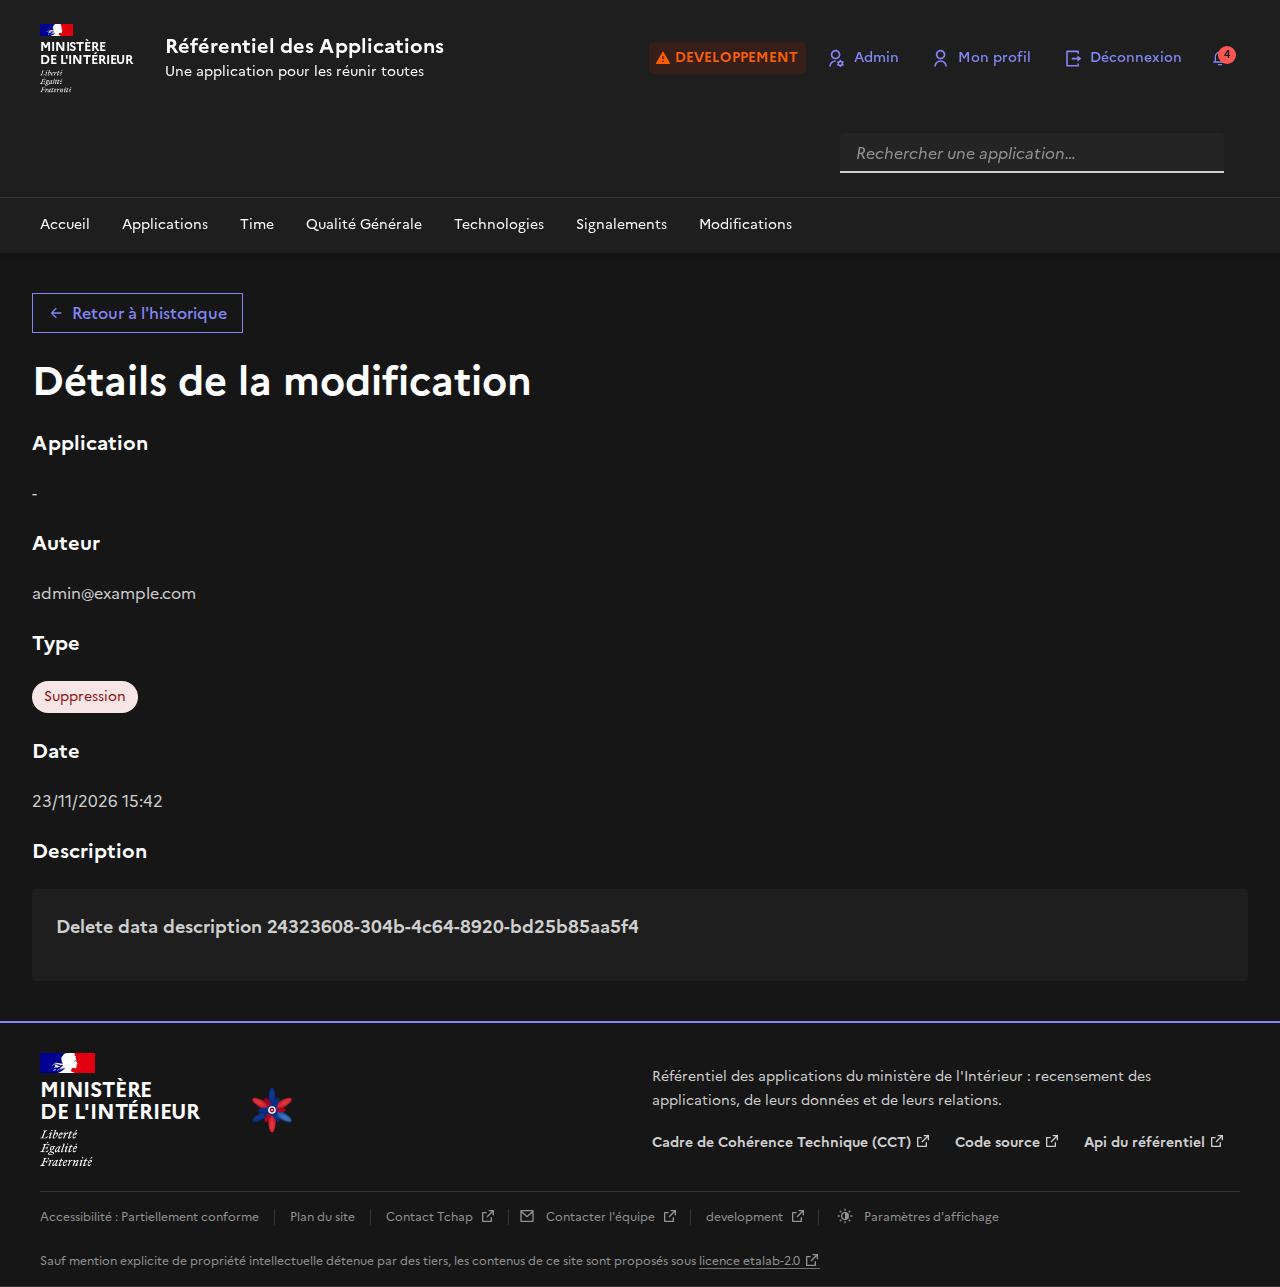 MINISTÈRE
DE L'INTÉRIEUR
Liberté
Égalité
Fraternité
Référentiel des Applications
Une application pour les réunir toutes
DEVELOPPEMENT
Admin
Mon profil
Déconnexion
4
Rechercher une application...
Accueil
Applications
Time
Qualité Générale
Technologies
Signalements
Modifications
Retour à l'historique
Détails de la modification
Application
-
Auteur
admin@example.com
Type
Suppression
Date
23/11/2026 15:42
Description
Delete data description 24323608-304b-4c64-8920-bd25b85aa5f4
MINISTÈRE
DE L'INTÉRIEUR
Liberté
Égalité
Fraternité
Référentiel des applications du ministère de l'Intérieur : recensement des
applications, de leurs données et de leurs relations.
Cadre de Cohérence Technique (CCT)
Code source
Api du référentiel
Accessibilité : Partiellement conforme
Plan du site
Contact Tchap
Contacter l'équipe
development
Paramètres d'affichage
Sauf mention explicite de propriété intellectuelle détenue par des tiers, les contenus de ce site sont proposés sous licence etalab-2.0